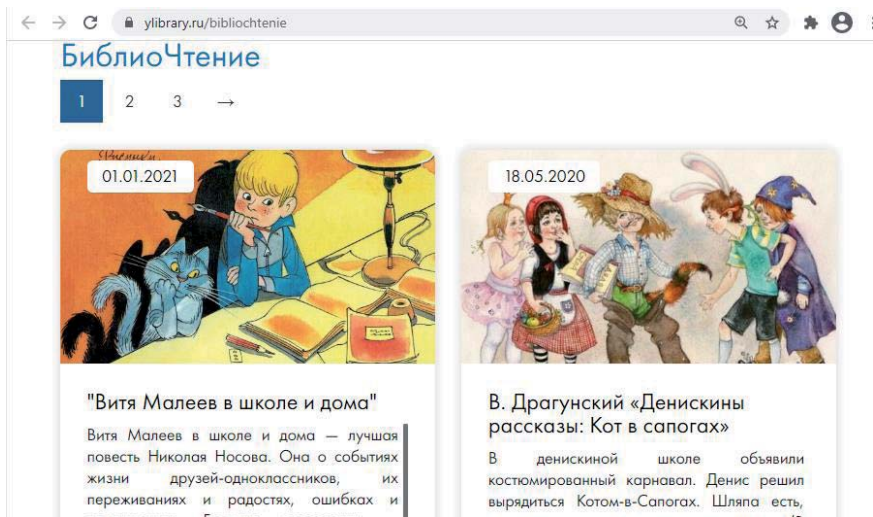 ylibrary.ru/bibliochtenie
БиблиоЧтение
1 2 3 →
01.01.2021
18.05.2020
"Витя Малеев в школе и дома"
Витя Малеев в школе и дома — лучшая
повесть Николая Носова. Она о событиях
жизни друзей-одноклассников, их
переживаниях и радостях, ошибках и
В. Драгунский «Денискины
рассказы: Кот в сапогах»
В денискиной школе объявили
костюмированный карнавал. Денис решил
вырядиться Котом-в-Сапогах. Шляпа есть,